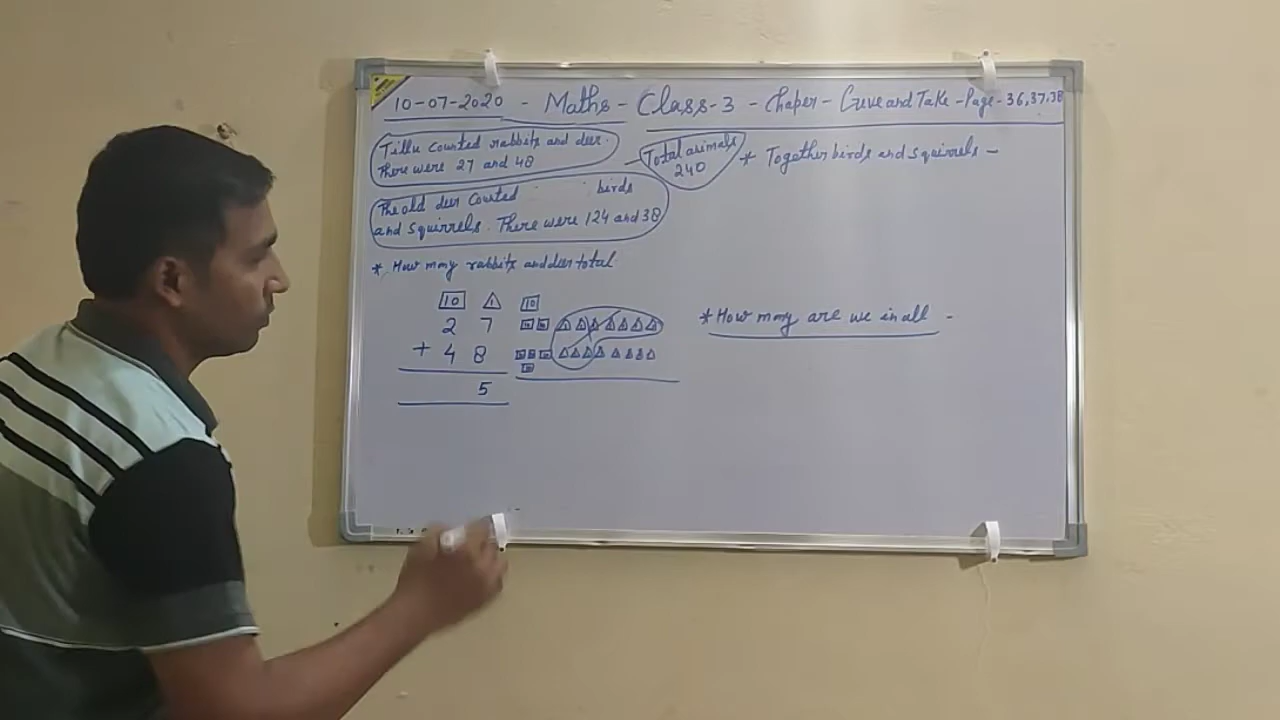 10-07-2020 - Maths - Class-3 - Chaper - Give and Take - Page - 36,37,38
Tillu Counted rabbits and deer.
There were 27 and 48
Total animals
240
* Together birds and squirrels -
The old deer Counted birds
and Squirrels. There were 124 and 38
* How many rabbits and deer total
10 1 10
2 7
+ 4 8
5
* How many are we in all -